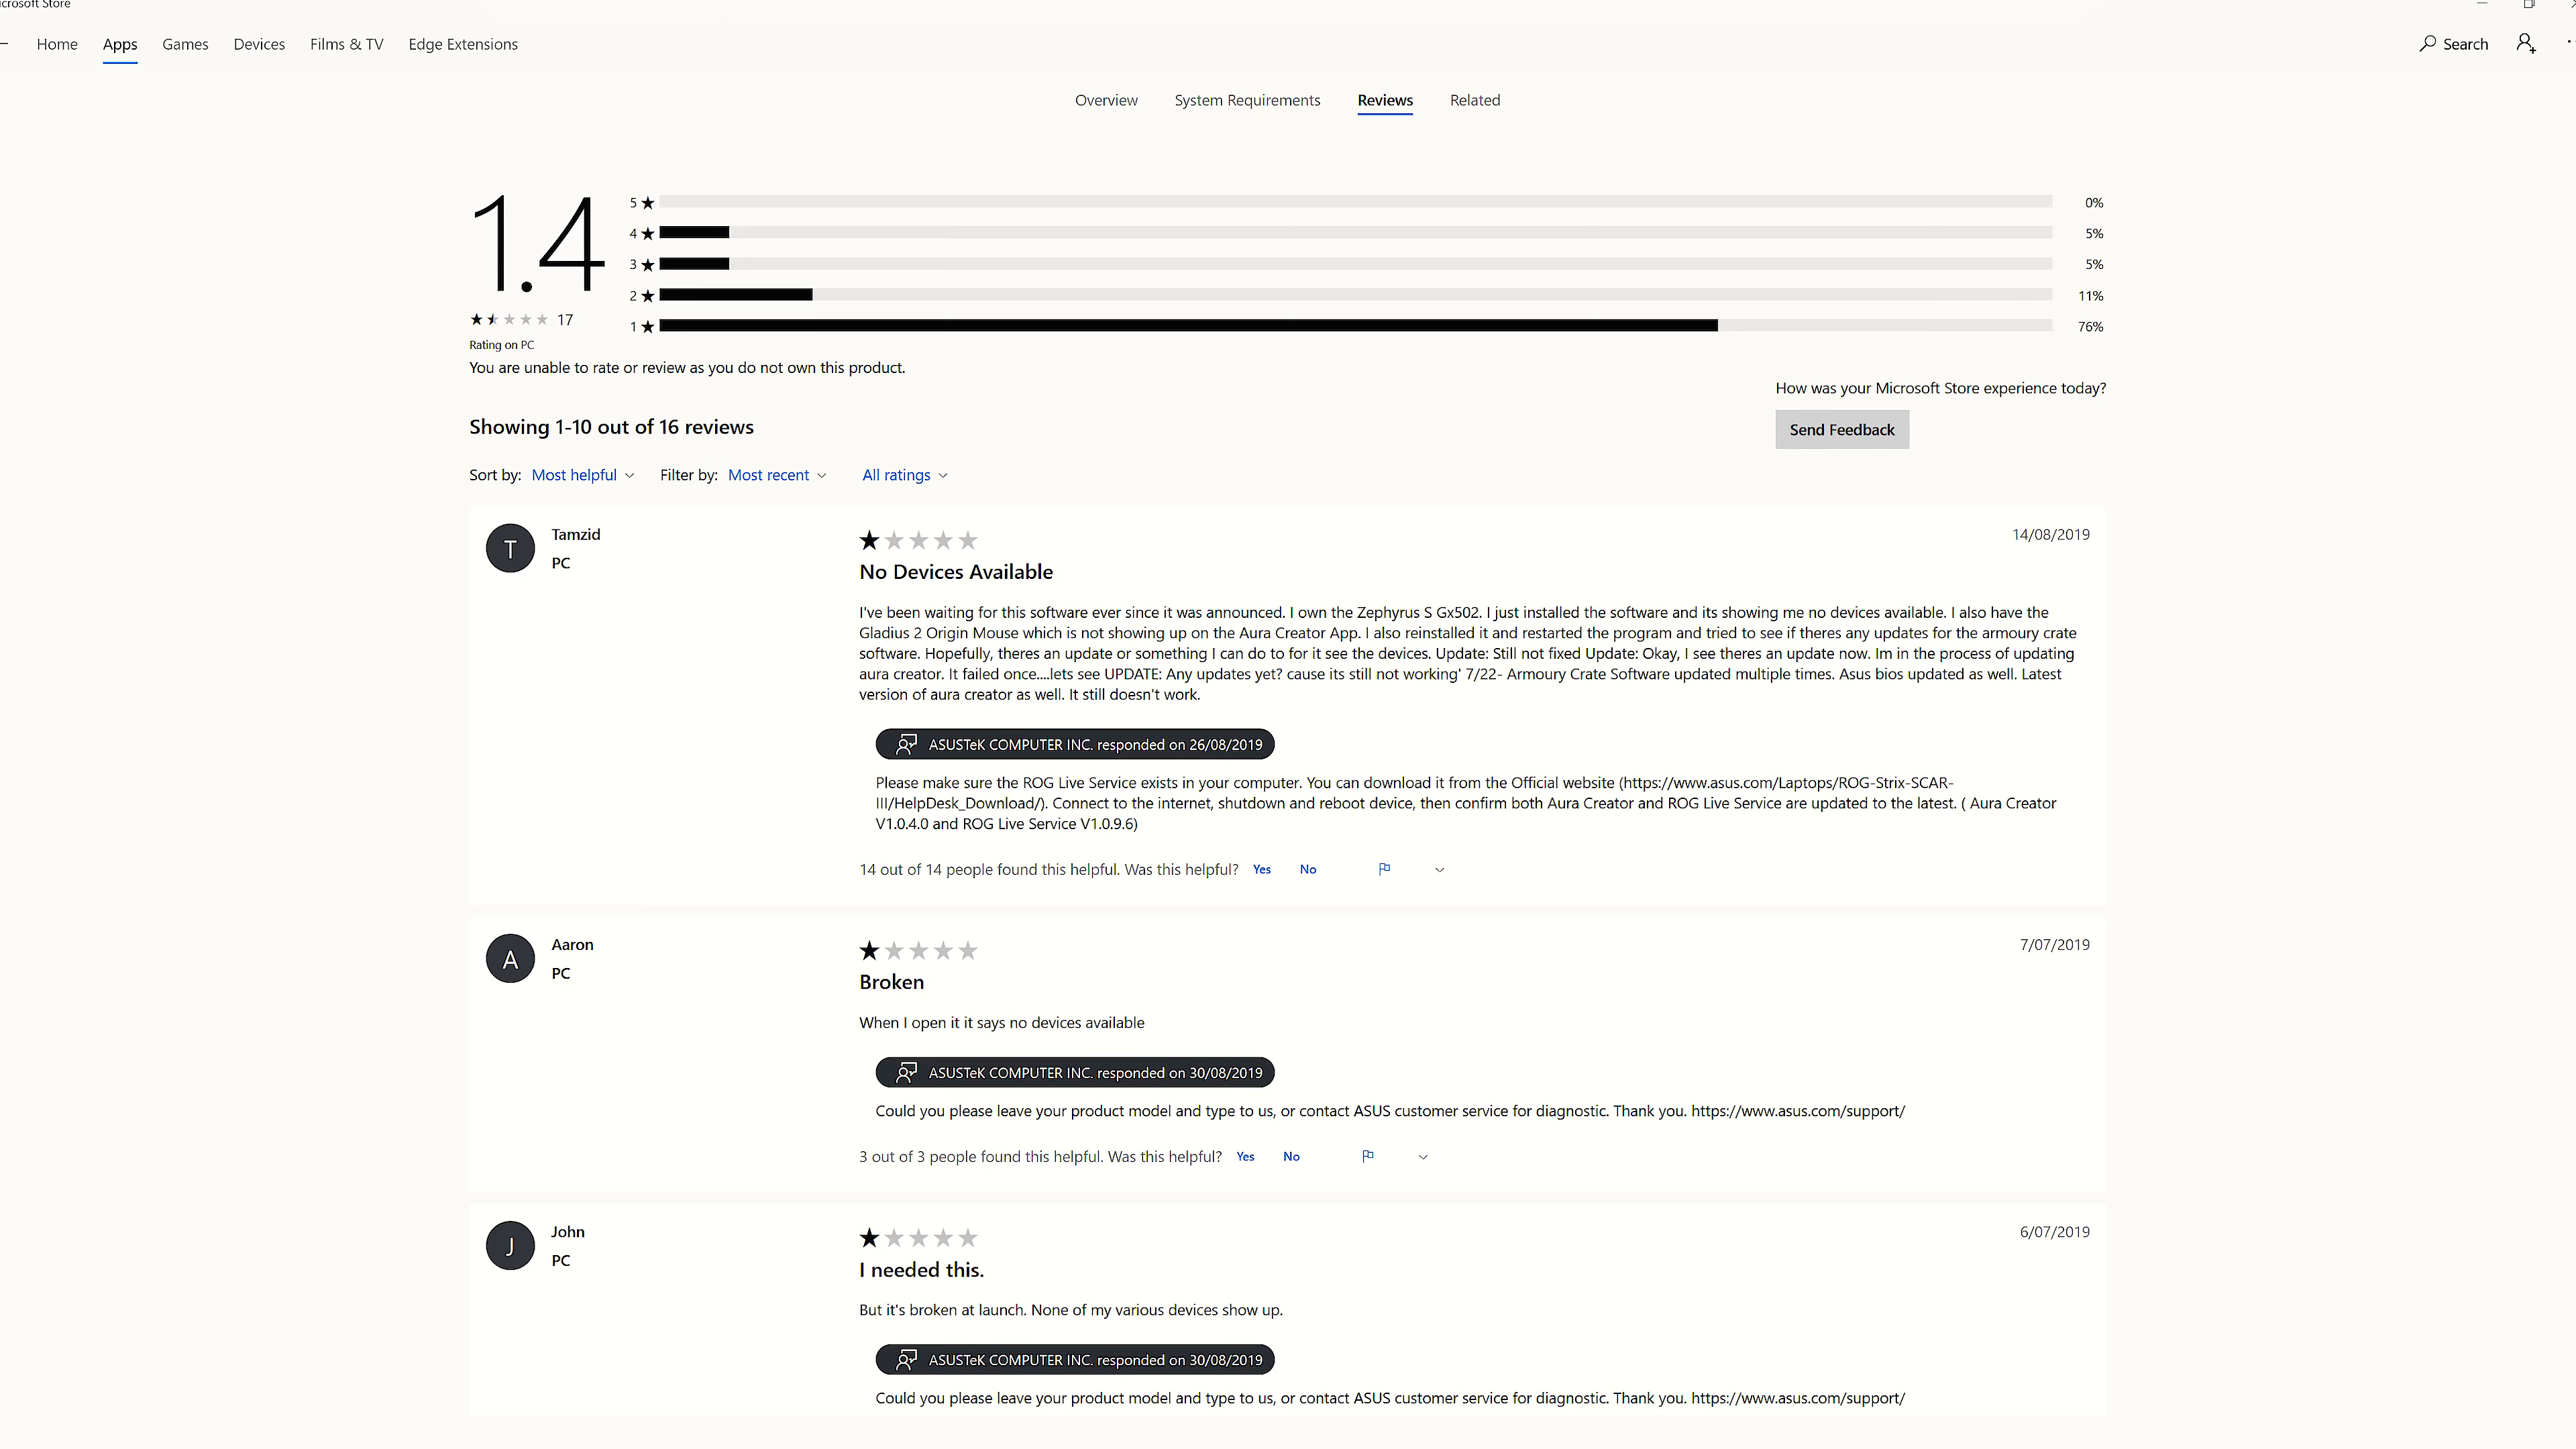 Microsoft Store
Home Apps Games Devices Films & TV Edge Extensions Search
Overview System Requirements Reviews Related
1.4
5 0%
4 5%
3 5%
2 11%
1 76%
17
Rating on PC
You are unable to rate or review as you do not own this product.
How was your Microsoft Store experience today?
Showing 1-10 out of 16 reviews
Send Feedback
Sort by: Most helpful Filter by: Most recent All ratings
T
Tamzid
PC
14/08/2019
No Devices Available
I've been waiting for this software ever since it was announced. I own the Zephyrus S Gx502. I just installed the software and its showing me no devices available. I also have the
Gladius 2 Origin Mouse which is not showing up on the Aura Creator App. I also reinstalled it and restarted the program and tried to see if theres any updates for the armoury crate
software. Hopefully, theres an update or something I can do to for it see the devices. Update: Still not fixed Update: Okay, I see theres an update now. Im in the process of updating
aura creator. It failed once....lets see UPDATE: Any updates yet? cause its still not working' 7/22- Armoury Crate Software updated multiple times. Asus bios updated as well. Latest
version of aura creator as well. It still doesn't work.
ASUSTeK COMPUTER INC. responded on 26/08/2019
Please make sure the ROG Live Service exists in your computer. You can download it from the Official website (https://www.asus.com/Laptops/ROG-Strix-SCAR-
III/HelpDesk_Download/). Connect to the internet, shutdown and reboot device, then confirm both Aura Creator and ROG Live Service are updated to the latest. ( Aura Creator
V1.0.4.0 and ROG Live Service V1.0.9.6)
14 out of 14 people found this helpful. Was this helpful? Yes No
A
Aaron
PC
7/07/2019
Broken
When I open it it says no devices available
ASUSTeK COMPUTER INC. responded on 30/08/2019
Could you please leave your product model and type to us, or contact ASUS customer service for diagnostic. Thank you. https://www.asus.com/support/
3 out of 3 people found this helpful. Was this helpful? Yes No
J
John
PC
6/07/2019
I needed this.
But it's broken at launch. None of my various devices show up.
ASUSTeK COMPUTER INC. responded on 30/08/2019
Could you please leave your product model and type to us, or contact ASUS customer service for diagnostic. Thank you. https://www.asus.com/support/